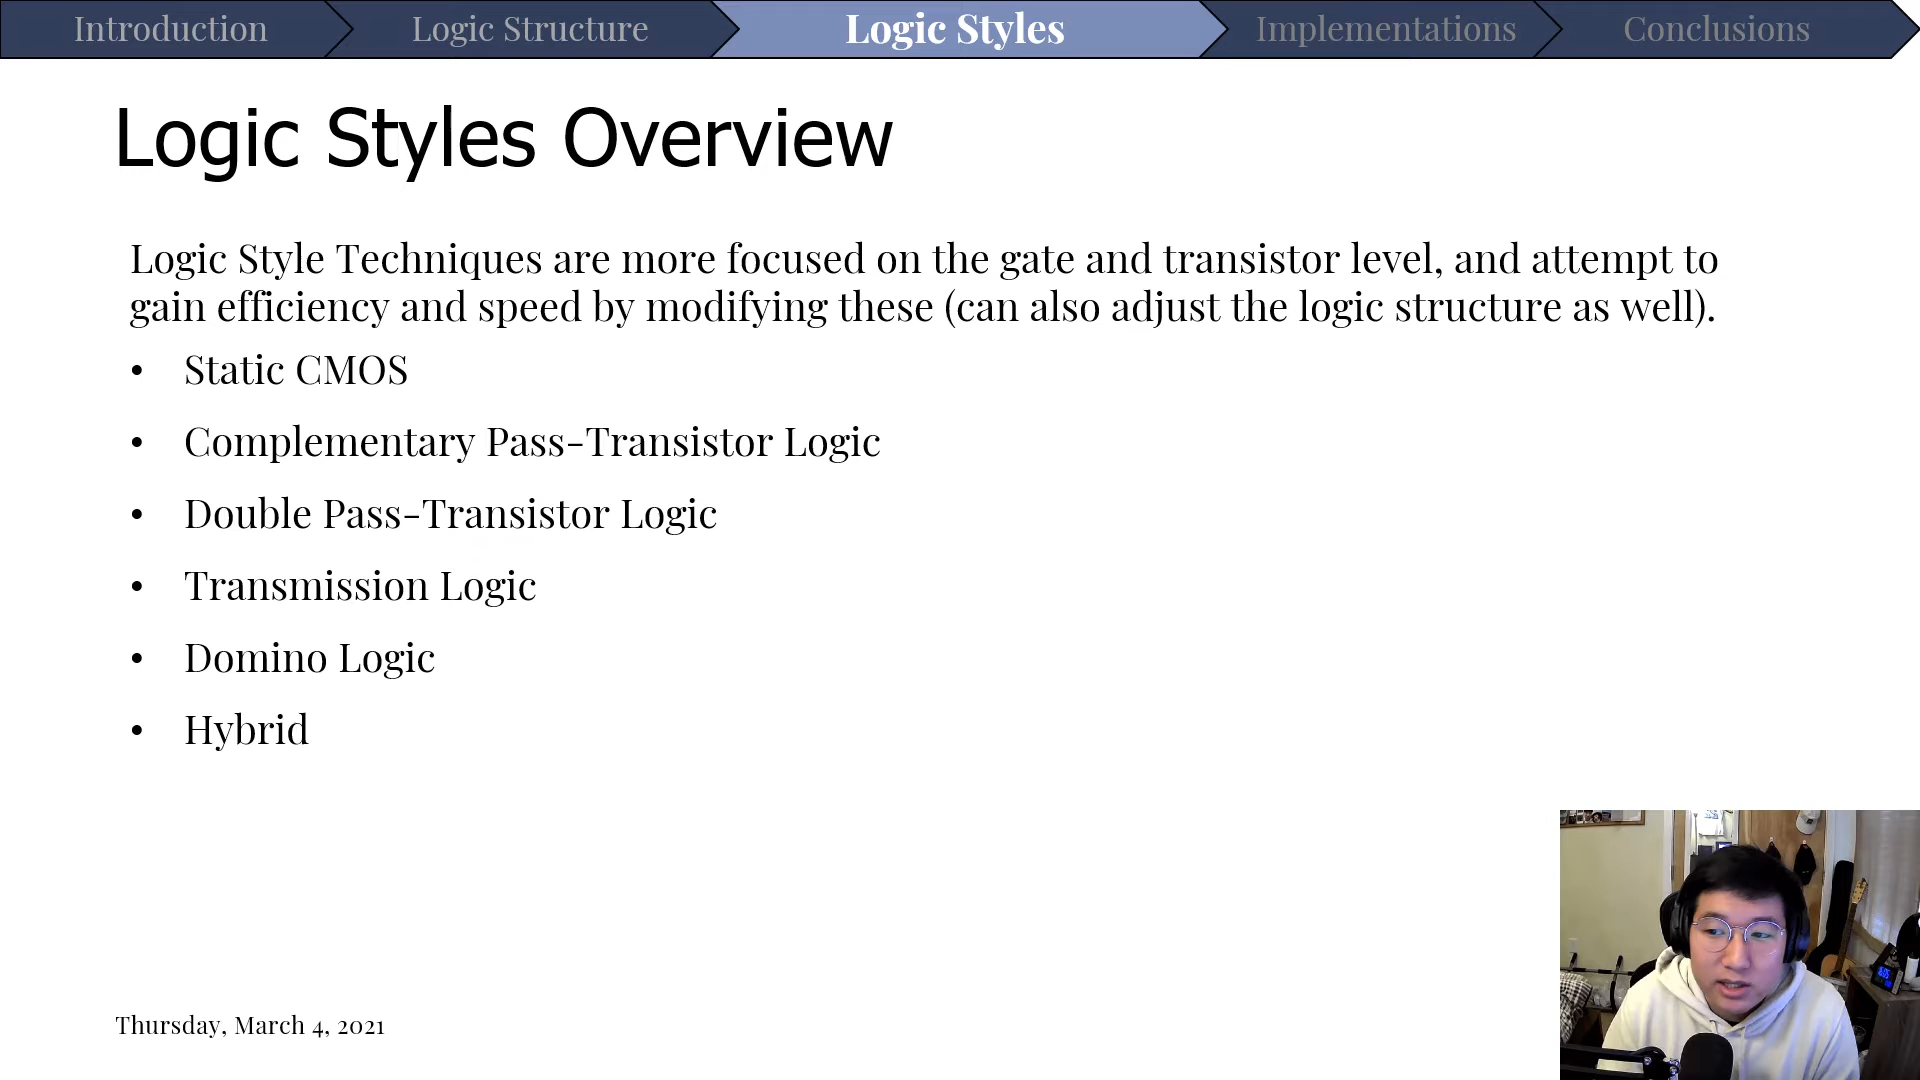 Introduction
Logic Structure
Logic Styles
Implementations
Conclusions
Logic Styles Overview
Logic Style Techniques are more focused on the gate and transistor level, and attempt to
gain efficiency and speed by modifying these (can also adjust the logic structure as well).
• Static CMOS
• Complementary Pass-Transistor Logic
• Double Pass-Transistor Logic
• Transmission Logic
• Domino Logic
• Hybrid
Thursday, March 4, 2021